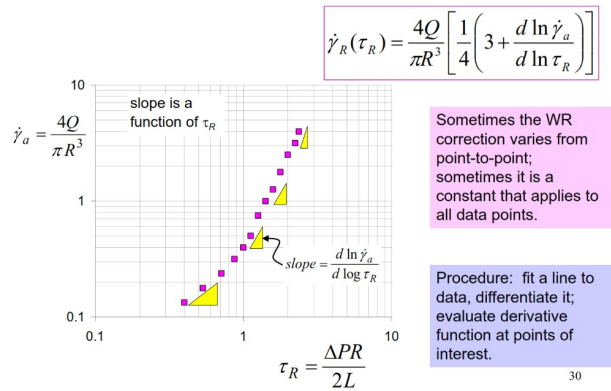 γ̇_R(τ_R) = 4Q/πR³ [1/4 (3 + d ln γ̇_a / d ln τ_R)]
10
slope is a
function of τ_R
γ̇_a = 4Q/πR³
1
slope = d ln γ̇_a / d log τ_R
0.1
0.1 1 10
τ_R = ΔPR/2L
Sometimes the WR
correction varies from
point-to-point;
sometimes it is a
constant that applies to
all data points.
Procedure: fit a line to
data, differentiate it;
evaluate derivative
function at points of
interest.
30